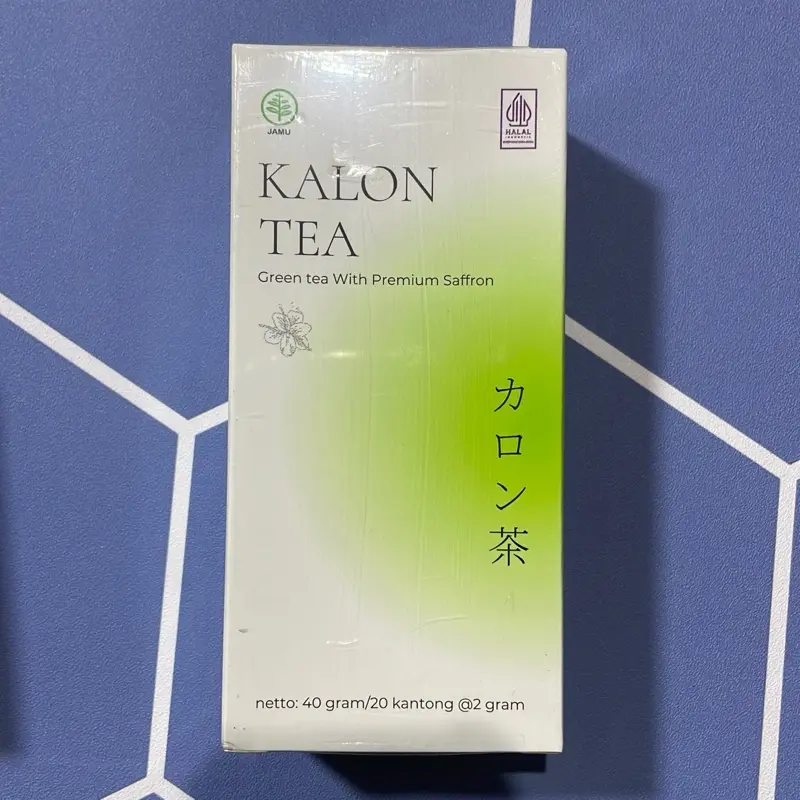 JAMU
HALAL
INDONESIA
KALON
TEA
Green tea With Premium Saffron
カロン茶
netto: 40 gram/20 kantong @2 gram